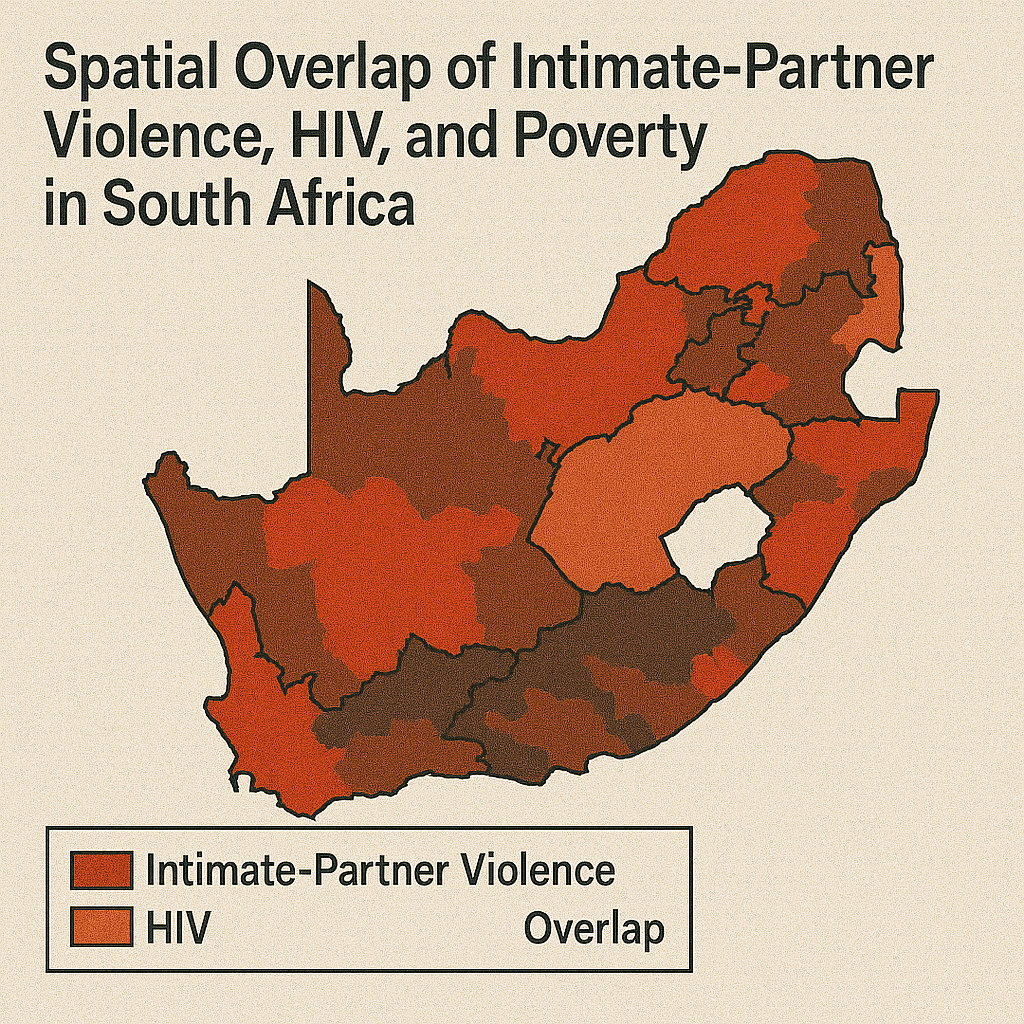 Spatial Overlap of Intimate-Partner
Violence, HIV, and Poverty
in South Africa
Intimate-Partner Violence
HIV
Overlap